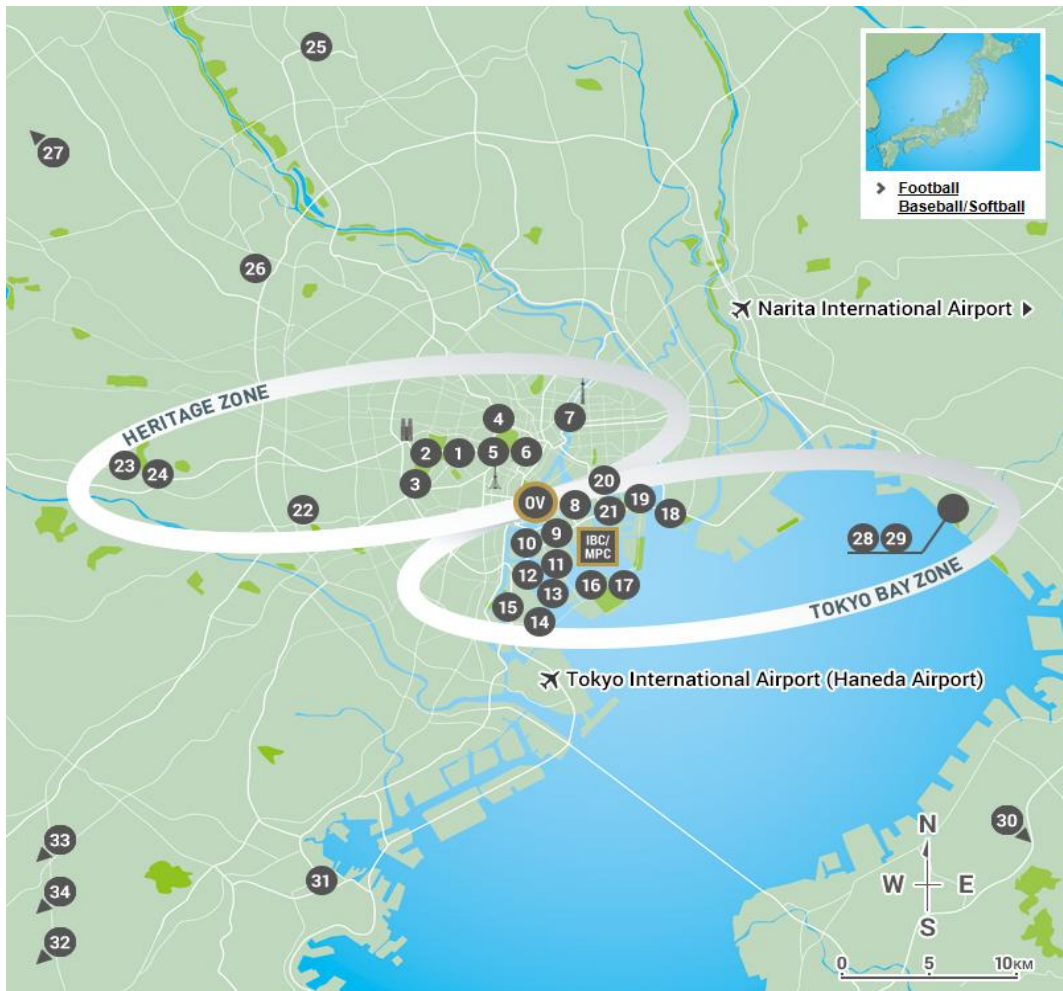 25
27
Football
Baseball/Softball
26
Narita International Airport
HERITAGE ZONE
4
7
2
1
5
6
23
24
3
20
22
OV
8
21
19
18
9
10
IBC/
MPC
28
29
11
12
16
17
13
15
14
TOKYO BAY ZONE
Tokyo International Airport (Haneda Airport)
33
30
N
31
34
W
E
S
32
0
5
10KM